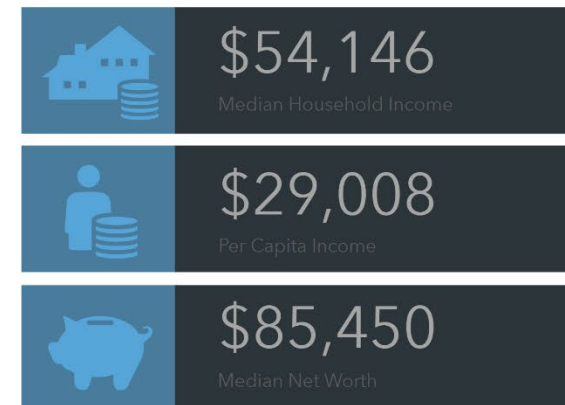 $54,146
Median Household Income
$29,008
Per Capita Income
$85,450
Median Net Worth